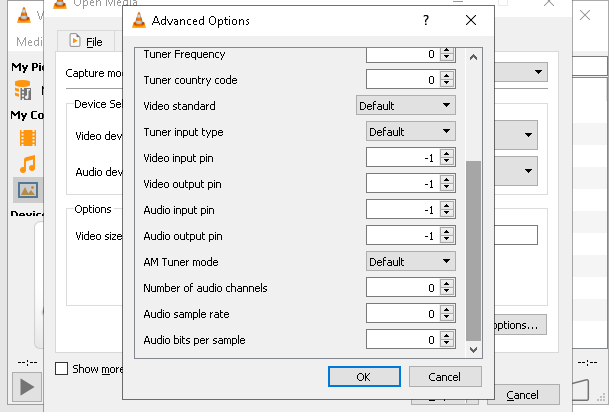 Open Media
Advanced Options
?
Medi
File
Tuner Frequency 0
My Pi
Capture mo
Tuner country code 0
Video standard Default
My Co
Device Sel
Tuner input type Default
Video dev
Video input pin -1
Audio dev
Video output pin -1
Audio input pin -1
Options
Audio output pin -1
Video size
AM Tuner mode Default
Number of audio channels 0
Audio sample rate 0
options...
Audio bits per sample 0
--:--
Show more
--:--
OK
Cancel
Cancel